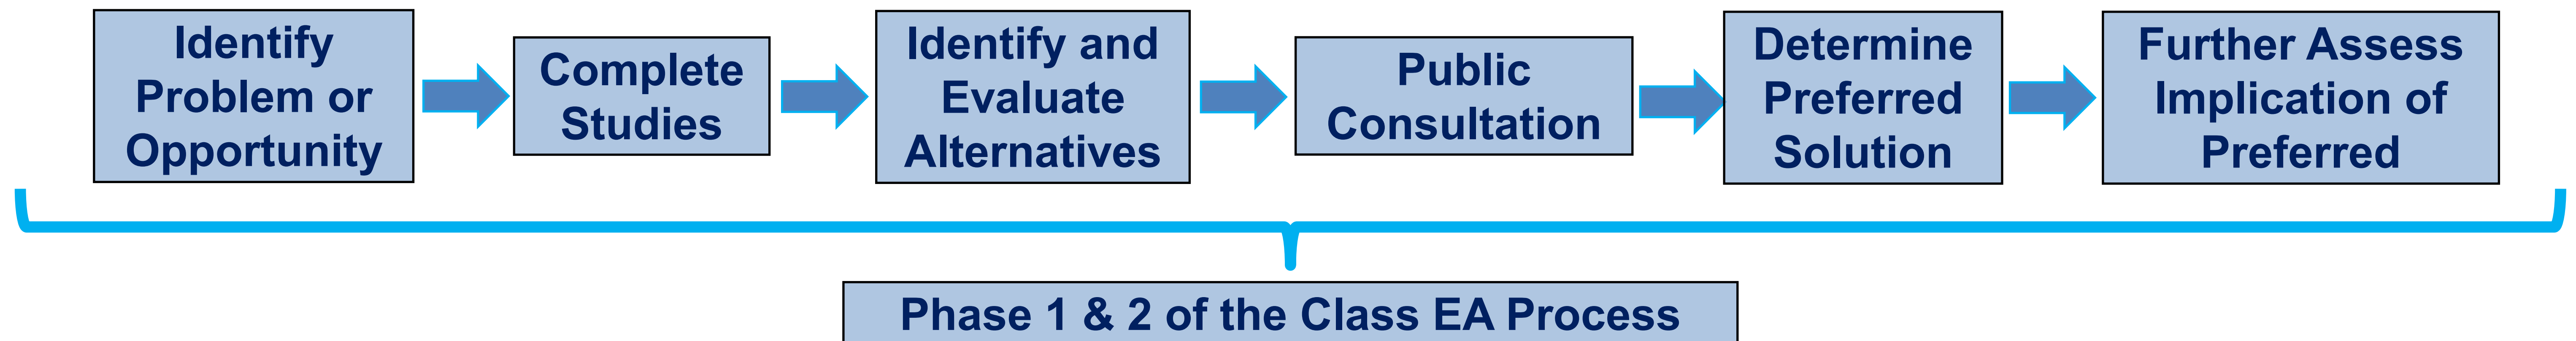 Identify
Problem or
Opportunity
Complete
Studies
Identify and
Evaluate
Alternatives
Public
Consultation
Determine
Preferred
Solution
Further Assess
Implication of
Preferred
Phase 1 & 2 of the Class EA Process